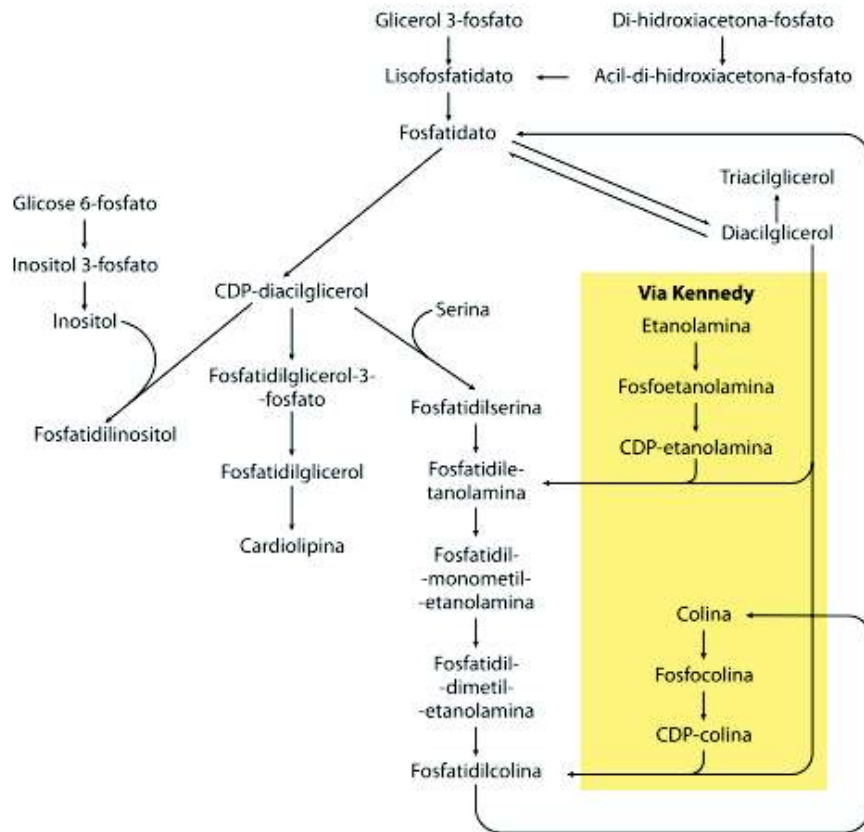 Glicerol 3-fosfato
Di-hidroxiacetona-fosfato
Lisofosfatidato
Acil-di-hidroxiacetona-fosfato
Fosfatidato
Triacilglicerol
Glicose 6-fosfato
Diacilglicerol
Inositol 3-fosfato
CDP-diacilglicerol
Via Kennedy
Inositol
Serina
Etanolamina
Fosfatidilglicerol-3-
-fosfato
Fosfoetanolamina
Fosfatidilserina
Fosfatidilinositol
CDP-etanolamina
Fosfatidilglicerol
Fosfatidile-
tanolamina
Cardiolipina
Fosfatidil-
-monometil-
-etanolamina
Colina
Fosfatidil-
-dimetil-
-etanolamina
Fosfocolina
CDP-colina
Fosfatidilcolina